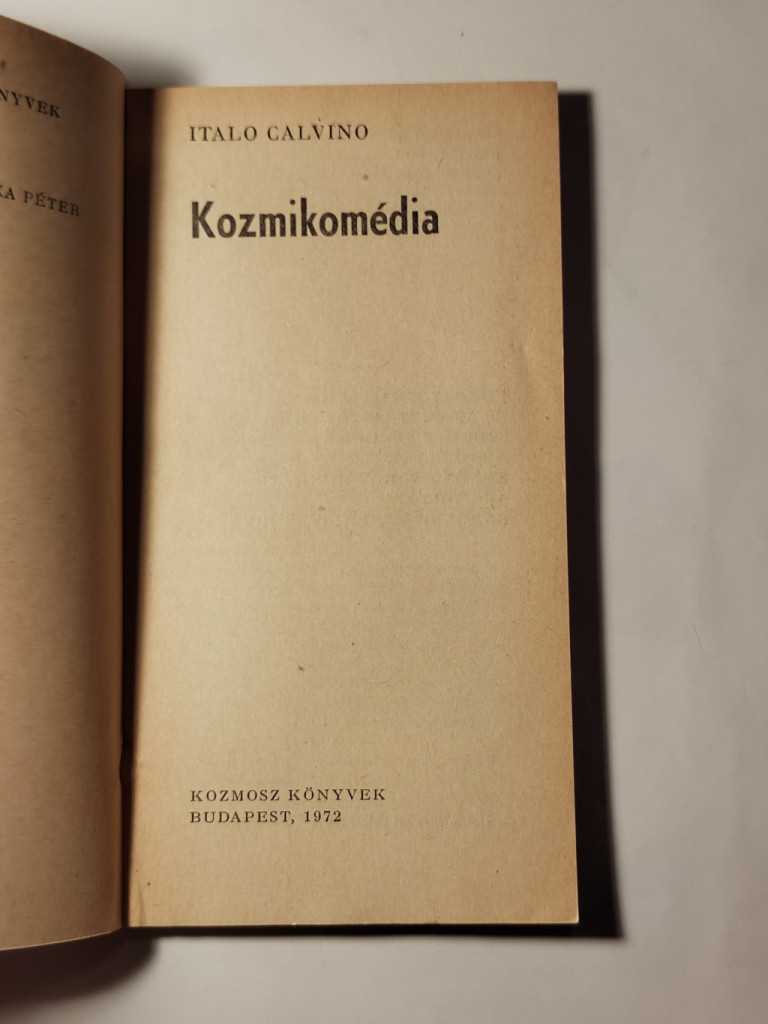 NYVEK
KA PÉTER
ITALO CALVINO
Kozmikomédia
KOZMOSZ KÖNYVEK
BUDAPEST, 1972